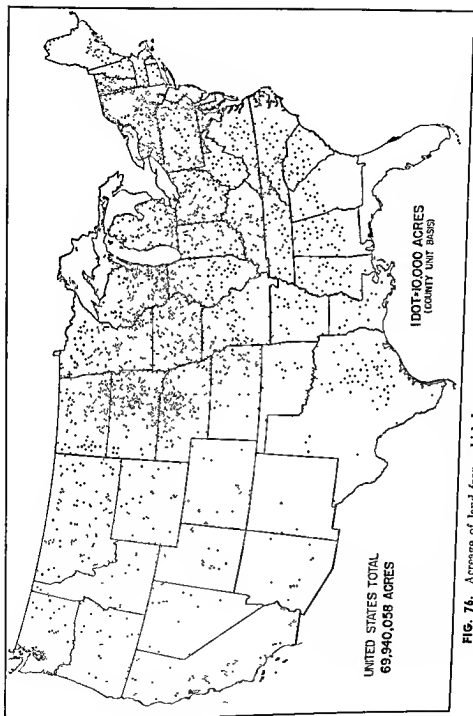 UNITED STATES TOTAL
69,940,058 ACRES
1 DOT=10,000 ACRES
(COUNTY UNIT BASIS)
FIG. 76. Acreage of land from